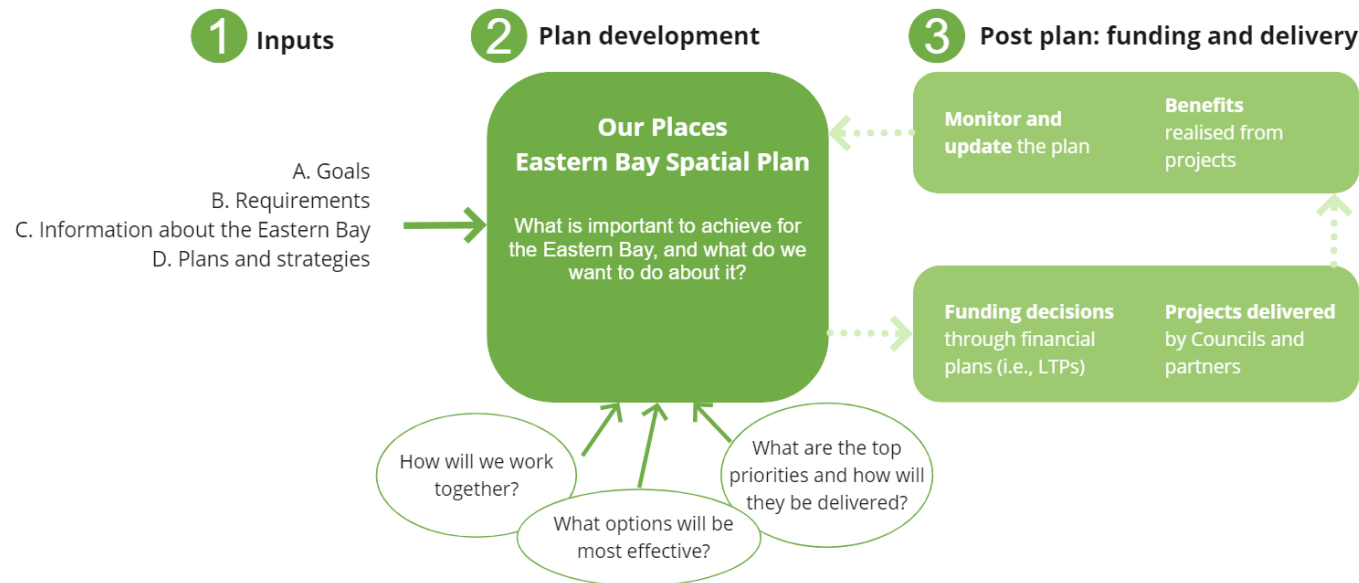 1 Inputs
A. Goals
B. Requirements
C. Information about the Eastern Bay
D. Plans and strategies
2 Plan development
Our Places
Eastern Bay Spatial Plan
What is important to achieve for
the Eastern Bay, and what do we
want to do about it?
How will we work
together?
What options will be
most effective?
What are the top
priorities and how will
they be delivered?
3 Post plan: funding and delivery
Monitor and
update the plan
Benefits
realised from
projects
Funding decisions
through financial
plans (i.e., LTPs)
Projects delivered
by Councils and
partners